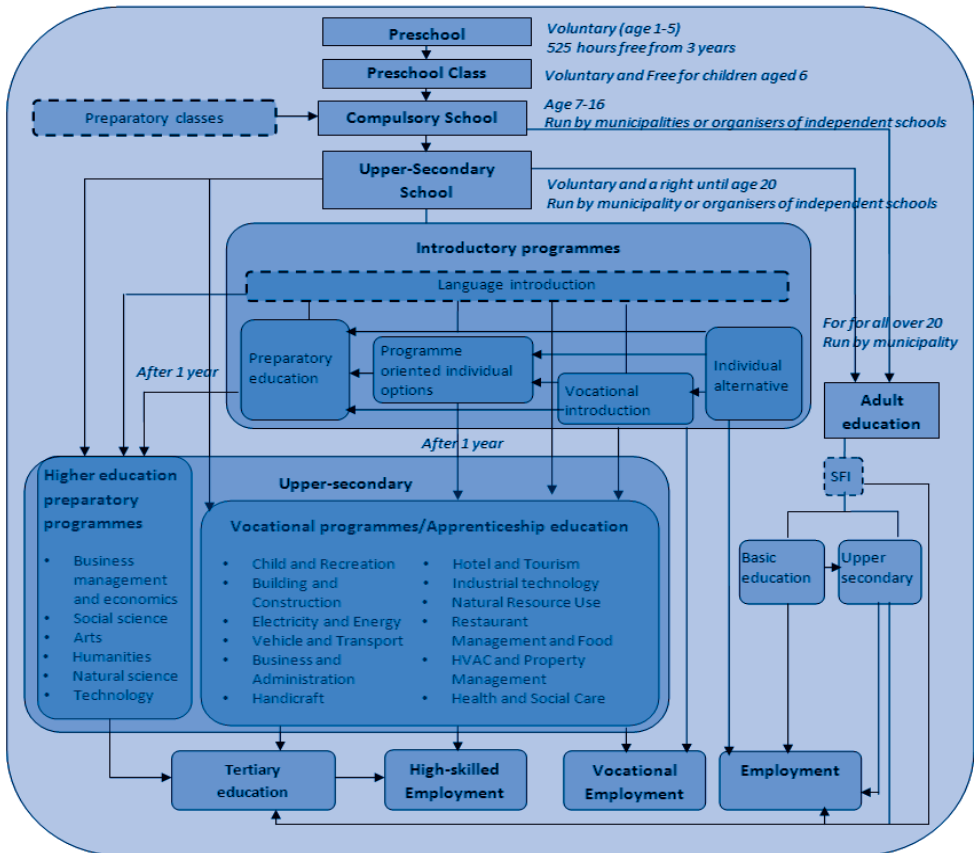 Preschool
Voluntary (age 1-5)
525 hours free from 3 years
Preschool Class
Voluntary and Free for children aged 6
Preparatory classes
Compulsory School
Age 7-16
Run by municipalities or organisers of independent schools
Upper-Secondary
School
Voluntary and a right until age 20
Run by municipality or organisers of independent schools
Introductory programmes
Language introduction
For for all over 20
Run by municipality
Preparatory
education
Programme
oriented individual
options
Vocational
introduction
Individual
alternative
After 1 year
Adult
education
After 1 year
Higher education
preparatory
programmes
• Business
management
and economics
• Social science
• Arts
• Humanities
• Natural science
• Technology
Upper-secondary
Vocational programmes/Apprenticeship education
• Child and Recreation
• Building and
Construction
• Electricity and Energy
• Vehicle and Transport
• Business and
Administration
• Handicraft
• Hotel and Tourism
• Industrial technology
• Natural Resource Use
• Restaurant
Management and Food
• HVAC and Property
Management
• Health and Social Care
SFI
Basic
education
Upper
secondary
Tertiary
education
High-skilled
Employment
Vocational
Employment
Employment